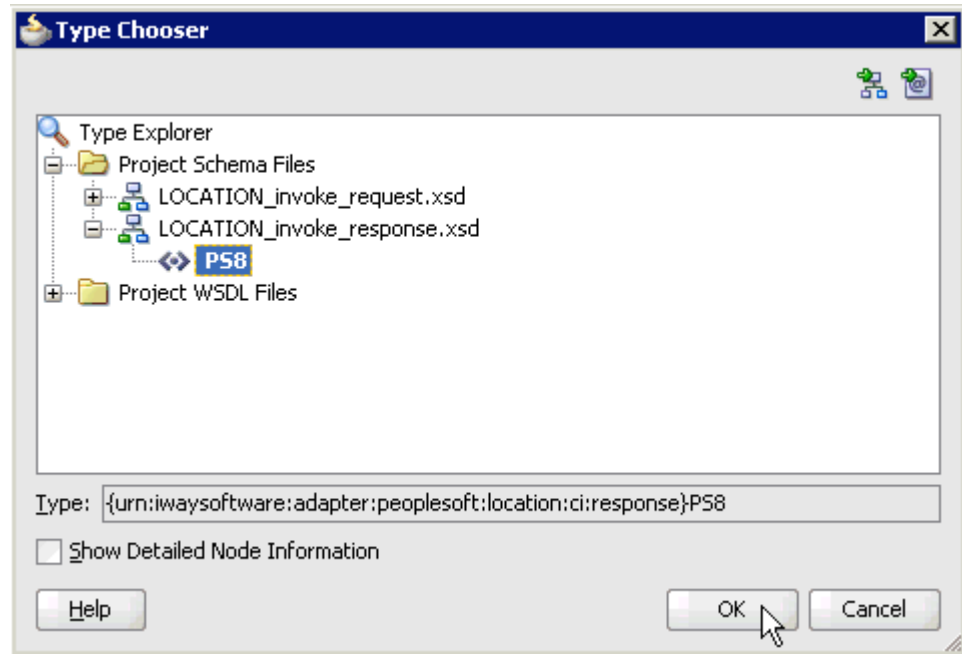 Type Chooser
Type Explorer
Project Schema Files
LOCATION_invoke_request.xsd
LOCATION_invoke_response.xsd
PS8
Project WSDL Files
Type: {urn:iwaysoftware:adapter:peoplesoft:location:ci:response}PS8
Show Detailed Node Information
Help OK Cancel